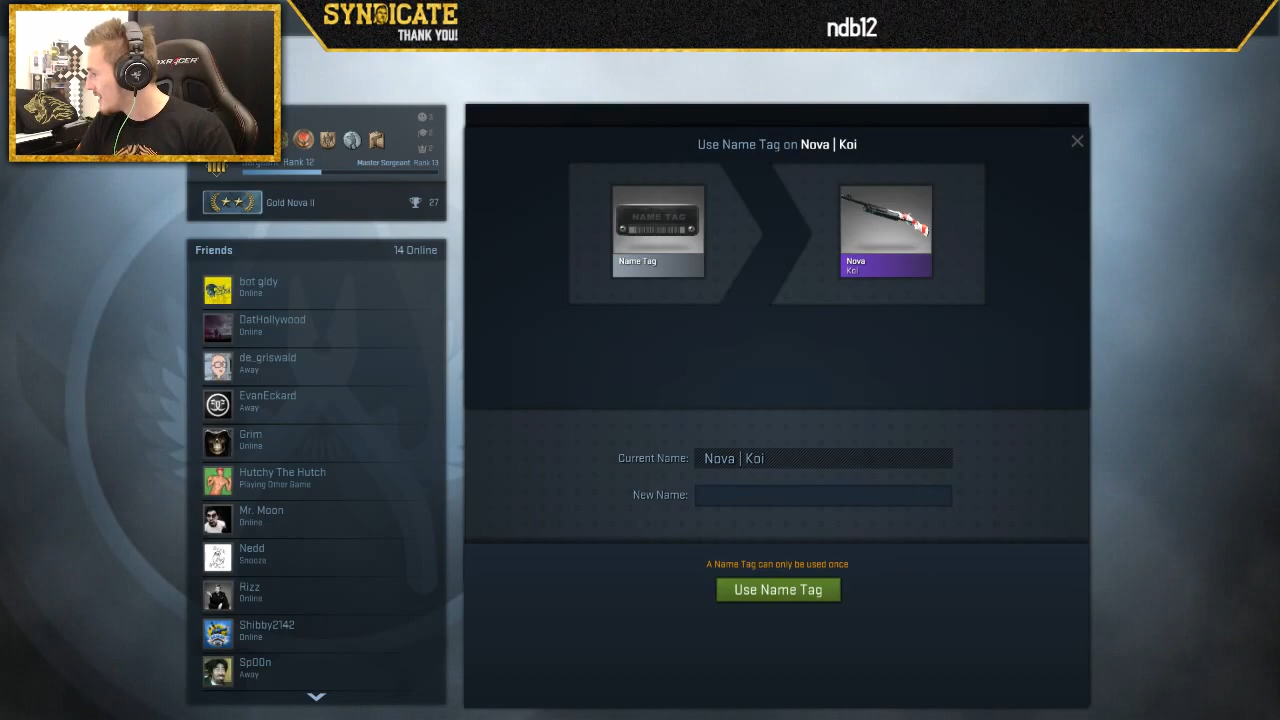 SYNDICATE
THANK YOU!
ndb12
Rank 12
Master Sergeant Rank 13
Gold Nova II
27
Friends
14 Online
bot gldy
Online
DatHollywood
Online
de_griswald
Away
EvanEckard
Away
Grim
Online
Hutchy The Hutch
Playing Other Game
Mr. Moon
Online
Nedd
Snooze
Rizz
Online
Shibby2142
Online
Sp00n
Away
Use Name Tag on Nova | Koi
NAME TAG
Name Tag
Nova
Koi
Current Name: Nova | Koi
New Name:
A Name Tag can only be used once
Use Name Tag